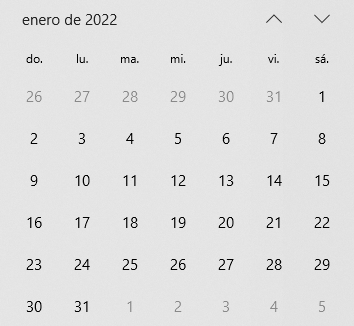 enero de 2022
do. lu. ma. mi. ju. vi. sá.
26 27 28 29 30 31 1
2 3 4 5 6 7 8
9 10 11 12 13 14 15
16 17 18 19 20 21 22
23 24 25 26 27 28 29
30 31 1 2 3 4 5